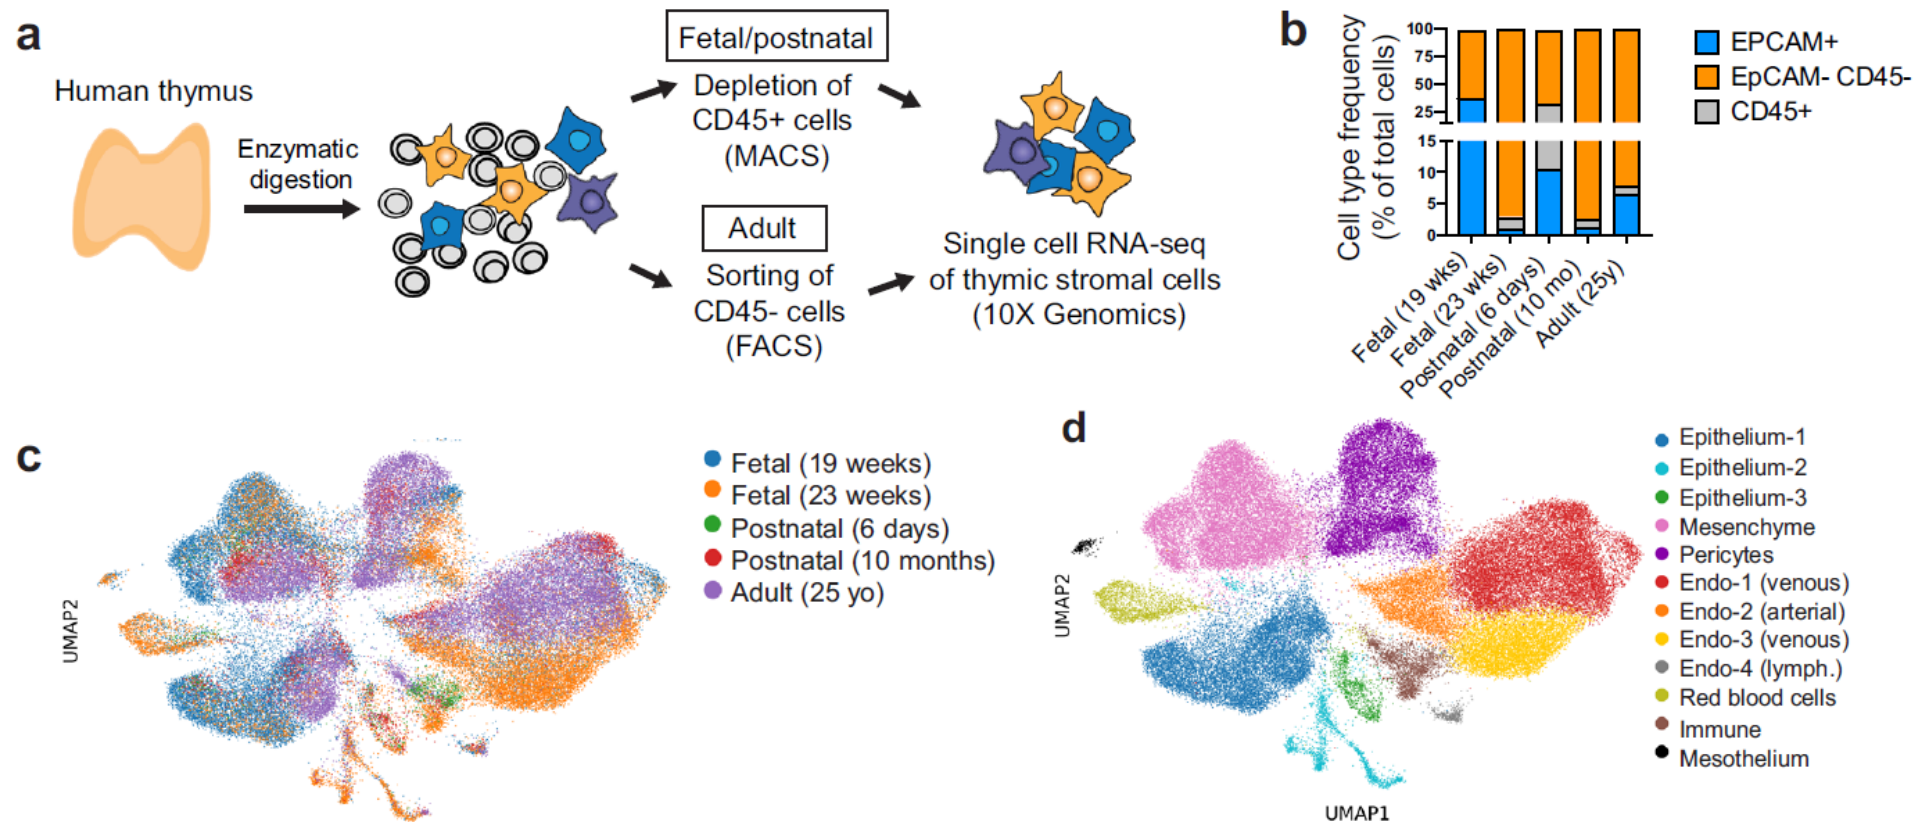 a
Human thymus
Enzymatic
digestion
Fetal/postnatal
Depletion of
CD45+ cells
(MACS)
Adult
Sorting of
CD45- cells
(FACS)
Single cell RNA-seq
of thymic stromal cells
(10X Genomics)
b
Cell type frequency
(% of total cells)
100
75
50
25
15
10
5
0
Fetal (19 wks)
Fetal (23 wks)
Postnatal (6 days)
Postnatal (10 mo)
Adult (25y)
EPCAM+
EpCAM- CD45-
CD45+
c
UMAP2
Fetal (19 weeks)
Fetal (23 weeks)
Postnatal (6 days)
Postnatal (10 months)
Adult (25 yo)
d
UMAP2
UMAP1
Epithelium-1
Epithelium-2
Epithelium-3
Mesenchyme
Pericytes
Endo-1 (venous)
Endo-2 (arterial)
Endo-3 (venous)
Endo-4 (lymph.)
Red blood cells
Immune
Mesothelium